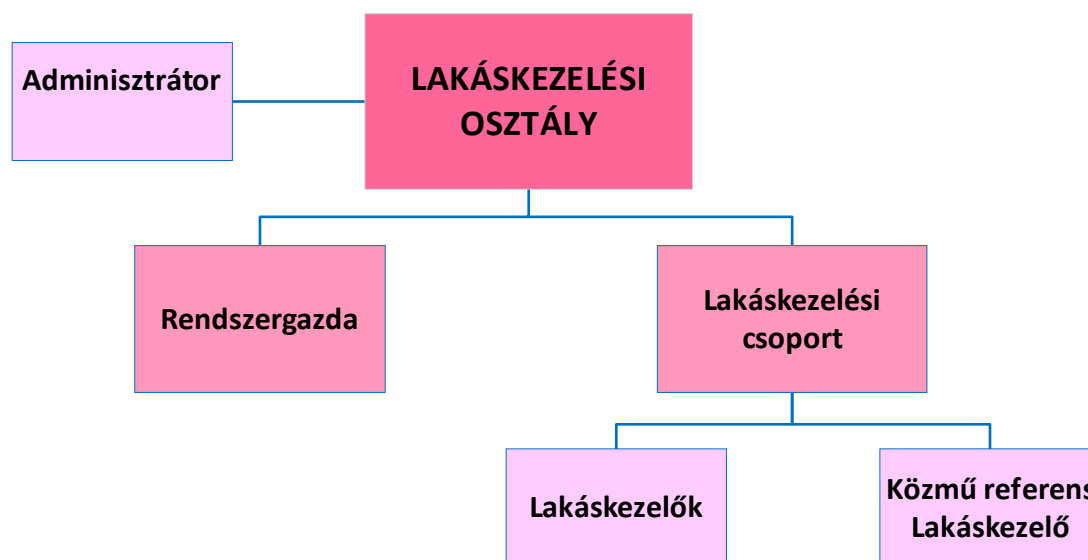 Adminisztrátor
LAKÁSKEZELÉSI
OSZTÁLY
Rendszergazda
Lakáskezelési
csoport
Lakáskezelők
Közmű referens
Lakáskezelő